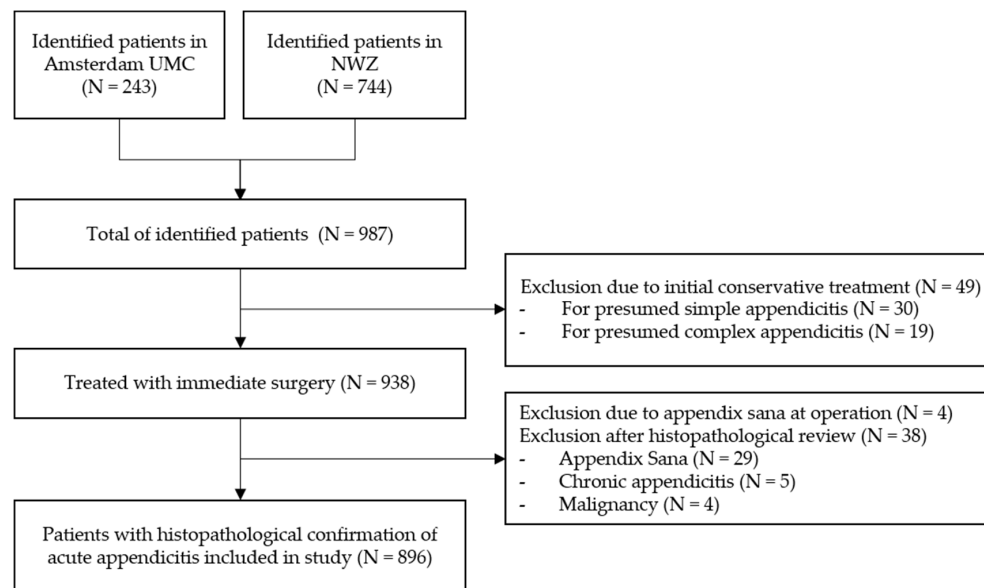 Identified patients in
Amsterdam UMC
(N = 243)
Identified patients in
NWZ
(N = 744)
Total of identified patients (N = 987)
Exclusion due to initial conservative treatment (N = 49)
- For presumed simple appendicitis (N = 30)
- For presumed complex appendicitis (N = 19)
Treated with immediate surgery (N = 938)
Exclusion due to appendix sana at operation (N = 4)
Exclusion after histopathological review (N = 38)
- Appendix Sana (N = 29)
- Chronic appendicitis (N = 5)
- Malignancy (N = 4)
Patients with histopathological confirmation of
acute appendicitis included in study (N = 896)